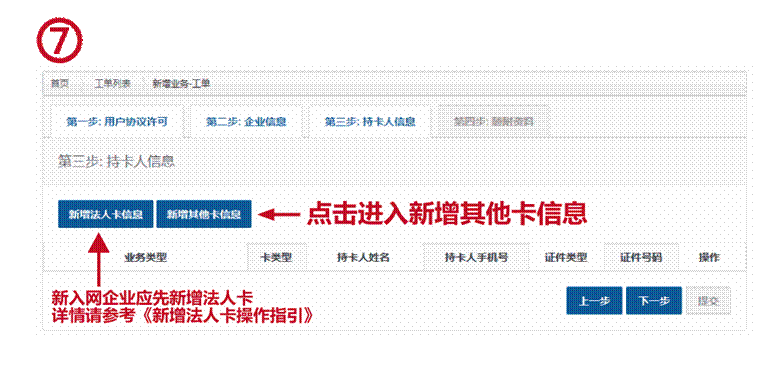 ⑦
首页 工单列表 新增业务-工单
第一步: 用户协议许可 第二步: 企业信息 第三步: 持卡人信息 第四步: 随附资料
第三步: 持卡人信息
新增法人卡信息 新增其他卡信息 点击进入新增其他卡信息
业务类型 卡类型 持卡人姓名 持卡人手机号 证件类型 证件号码 操作
新入网企业应先新增法人卡
详情请参考《新增法人卡操作指引》
上一步 下一步 提交